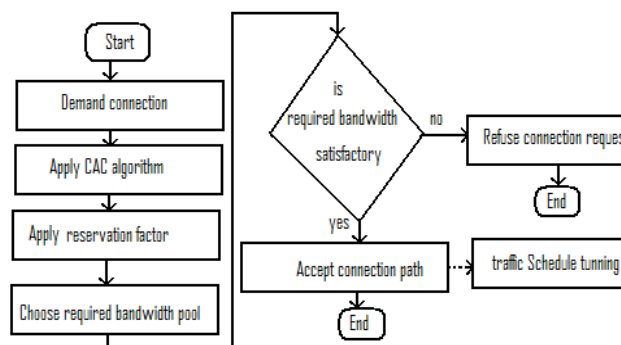 Start
Demand connection
Apply CAC algorithm
Apply reservation factor
Choose required bandwidth pool
is
required bandwidth
satisfactory
no
Refuse connection reques
End
yes
Accept connection path
traffic Schedule tunning
End